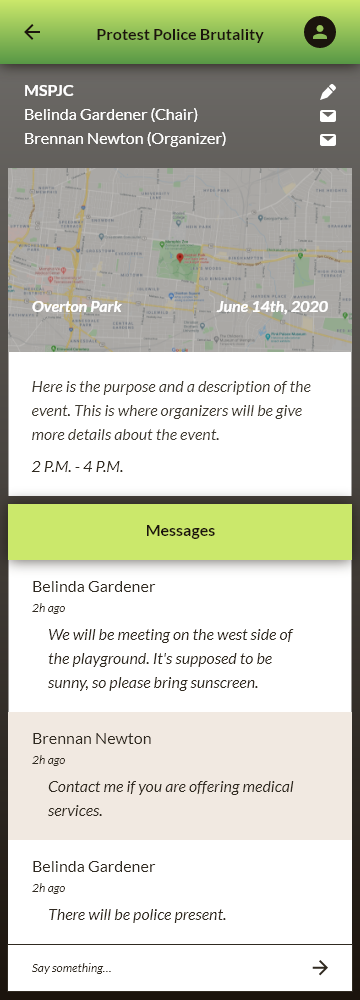 Protest Police Brutality
MSPJC
Belinda Gardener (Chair)
Brennan Newton (Organizer)
Overton Park
June 14th, 2020
Here is the purpose and a description of the
event. This is where organizers will be give
more details about the event.
2 P.M. - 4 P.M.
Messages
Belinda Gardener
2h ago
We will be meeting on the west side of
the playground. It's supposed to be
sunny, so please bring sunscreen.
Brennan Newton
2h ago
Contact me if you are offering medical
services.
Belinda Gardener
2h ago
There will be police present.
Say something...